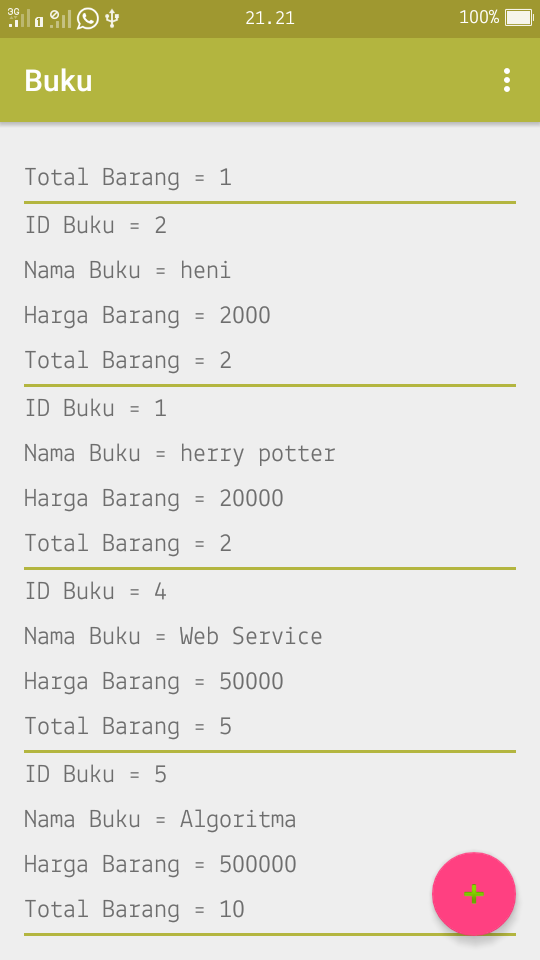 3G 21.21 100%
Buku
Total Barang = 1
ID Buku = 2
Nama Buku = heni
Harga Barang = 2000
Total Barang = 2
ID Buku = 1
Nama Buku = herry potter
Harga Barang = 20000
Total Barang = 2
ID Buku = 4
Nama Buku = Web Service
Harga Barang = 50000
Total Barang = 5
ID Buku = 5
Nama Buku = Algoritma
Harga Barang = 500000
Total Barang = 10
+